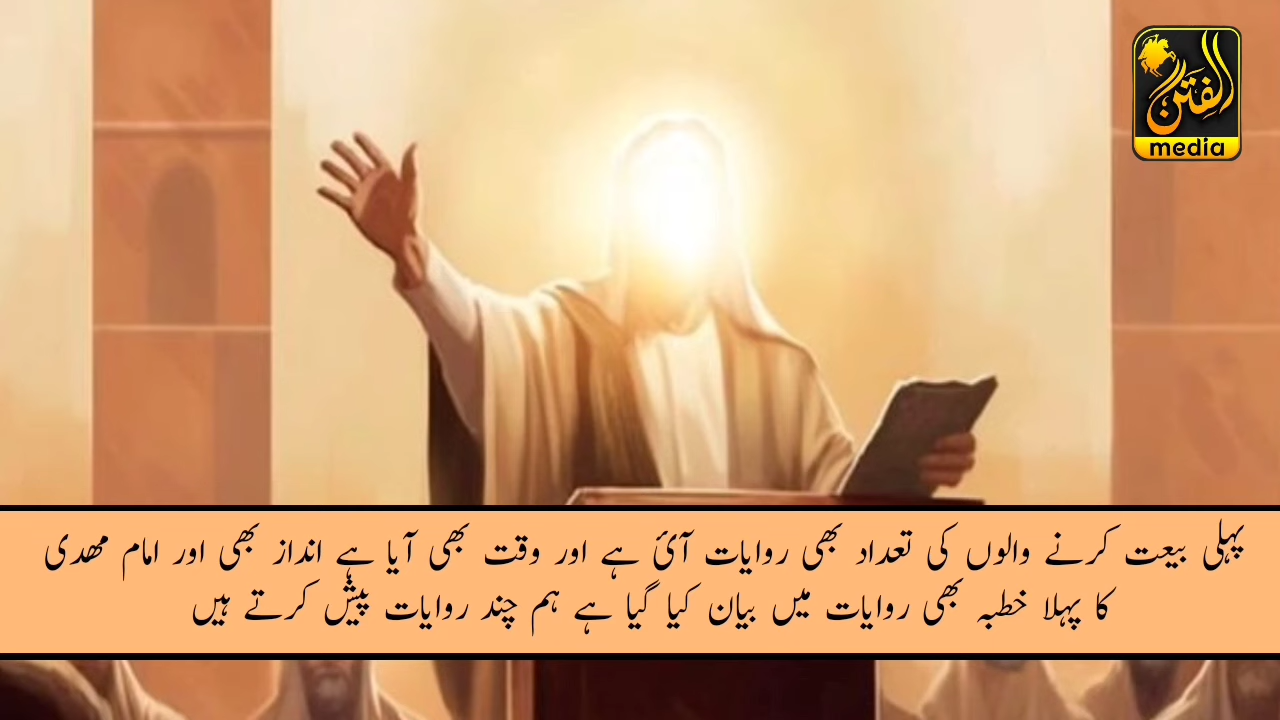 الفتن
media
پہلی بیعت کرنے والوں کی تعداد بھی روایات آئ ہے اور وقت بھی آیا ہے انداز بھی اور امام مھدی
کا پہلا خطبہ بھی روایات میں بیان کیا گیا ہے ہم چند روایات پیش کرتے ہیں